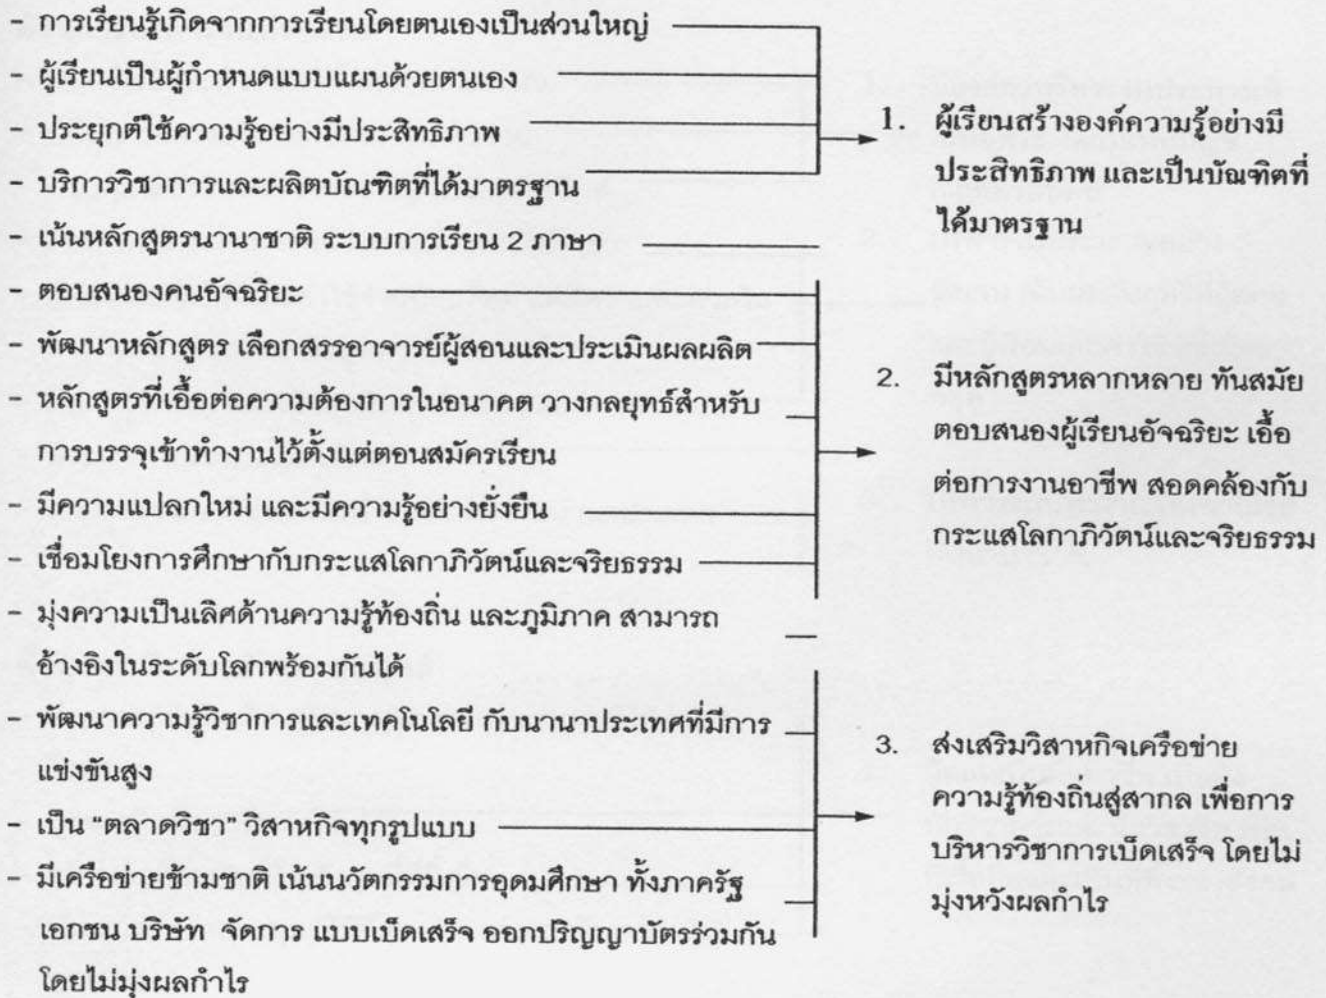 - การเรียนรู้เกิดจากการเรียนโดยตนเองเป็นส่วนใหญ่
- ผู้เรียนเป็นผู้กำหนดแบบแผนด้วยตนเอง
- ประยุกต์ใช้ความรู้อย่างมีประสิทธิภาพ
- บริการวิชาการและผลิตบัณฑิตที่ได้มาตรฐาน
- เน้นหลักสูตรนานาชาติ ระบบการเรียน 2 ภาษา
- ตอบสนองคนอัจฉริยะ
- พัฒนาหลักสูตร เลือกสรรอาจารย์ผู้สอนและประเมินผลผลิต
- หลักสูตรที่เอื้อต่อความต้องการในอนาคต วางกลยุทธ์สำหรับ
การบรรจุเข้าทำงานไว้ตั้งแต่ตอนสมัครเรียน
- มีความแปลกใหม่ และมีความรู้อย่างยั่งยืน
- เชื่อมโยงการศึกษากับกระแสโลกาภิวัตน์และจริยธรรม
- มุ่งความเป็นเลิศด้านความรู้ท้องถิ่น และภูมิภาค สามารถ
อ้างอิงในระดับโลกพร้อมกันได้
- พัฒนาความรู้วิชาการและเทคโนโลยี กับนานาประเทศที่มีการ
แข่งขันสูง
- เป็น “ตลาดวิชา” วิสาหกิจทุกรูปแบบ
- มีเครือข่ายข้ามชาติ เน้นนวัตกรรมการอุดมศึกษา ทั้งภาครัฐ
เอกชน บริษัท จัดการ แบบเบ็ดเสร็จ ออกปริญญาบัตรร่วมกัน
โดยไม่มุ่งผลกำไร
1. ผู้เรียนสร้างองค์ความรู้อย่างมี
ประสิทธิภาพ และเป็นบัณฑิตที่
ได้มาตรฐาน
2. มีหลักสูตรหลากหลาย ทันสมัย
ตอบสนองผู้เรียนอัจฉริยะ เอื้อ
ต่อการงานอาชีพ สอดคล้องกับ
กระแสโลกาภิวัตน์และจริยธรรม
3. ส่งเสริมวิสาหกิจเครือข่าย
ความรู้ท้องถิ่นสู่สากล เพื่อการ
บริหารวิชาการเบ็ดเสร็จ โดยไม่
มุ่งหวังผลกำไร